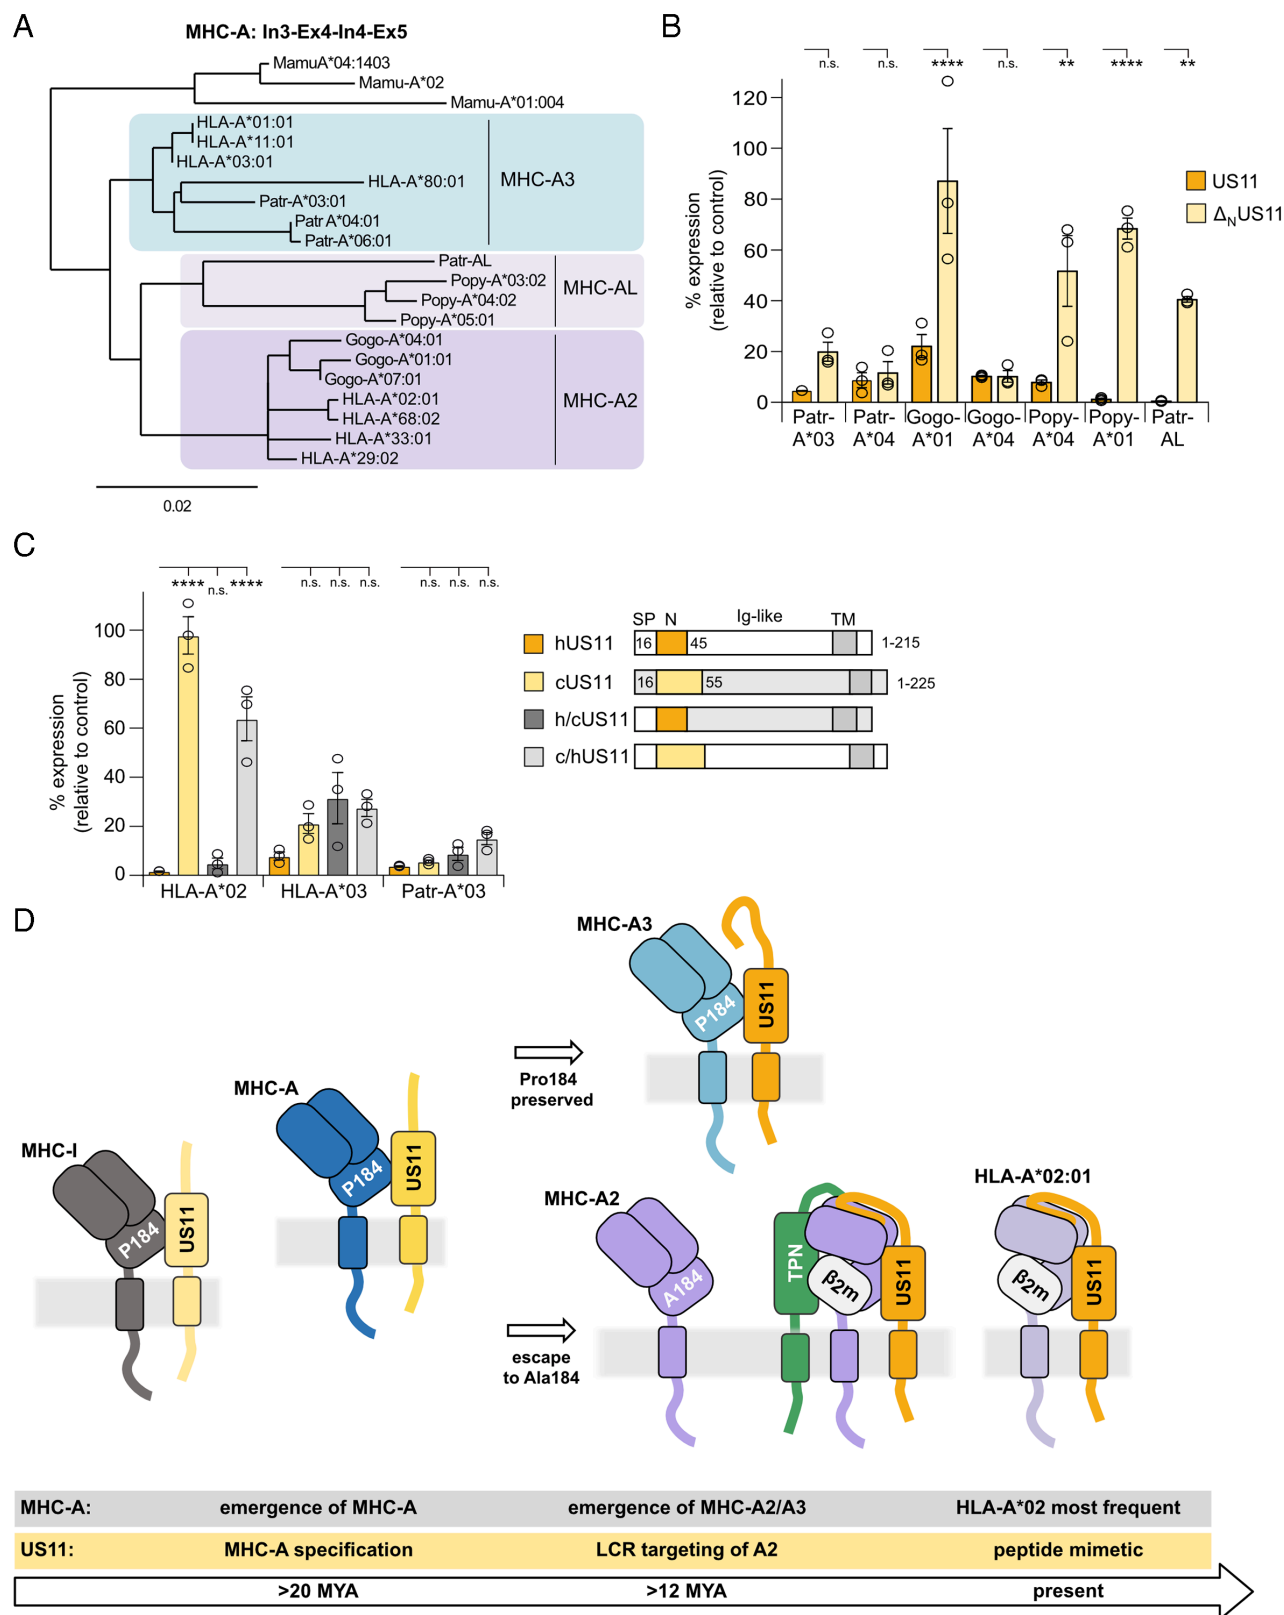 A
MHC-A: In3-Ex4-In4-Ex5
MamuA*04:1403
Mamu-A*02
Mamu-A*01:004
HLA-A*01:01
HLA-A*11:01
HLA-A*03:01
HLA-A*80:01
Patr-A*03:01
Patr A*04:01
Patr-A*06:01
MHC-A3
Patr-AL
Popy-A*03:02
Popy-A*04:02
Popy-A*05:01
MHC-AL
Gogo-A*04:01
Gogo-A*01:01
Gogo-A*07:01
HLA-A*02:01
HLA-A*68:02
HLA-A*33:01
HLA-A*29:02
MHC-A2
0.02
B
n.s. n.s. **** n.s. ** **** **
% expression
(relative to control)
120
100
80
60
40
20
0
Patr-A*03
Patr-A*04
Gogo-A*01
Gogo-A*04
Popy-A*04
Popy-A*01
Patr-AL
US11
ΔNUS11
C
**** n.s. **** n.s. n.s. n.s. n.s. n.s. n.s.
% expression
(relative to control)
100
80
60
40
20
0
HLA-A*02 HLA-A*03 Patr-A*03
SP N Ig-like TM
hUS11 16 45 1-215
cUS11 16 55 1-225
h/cUS11
c/hUS11
D
MHC-I
P184
US11
MHC-A
P184
US11
Pro184
preserved
MHC-A3
P184
US11
escape
to Ala184
MHC-A2
A184
TPN
β2m
US11
HLA-A*02:01
β2m
US11
MHC-A: emergence of MHC-A emergence of MHC-A2/A3 HLA-A*02 most frequent
US11: MHC-A specification LCR targeting of A2 peptide mimetic
>20 MYA >12 MYA present